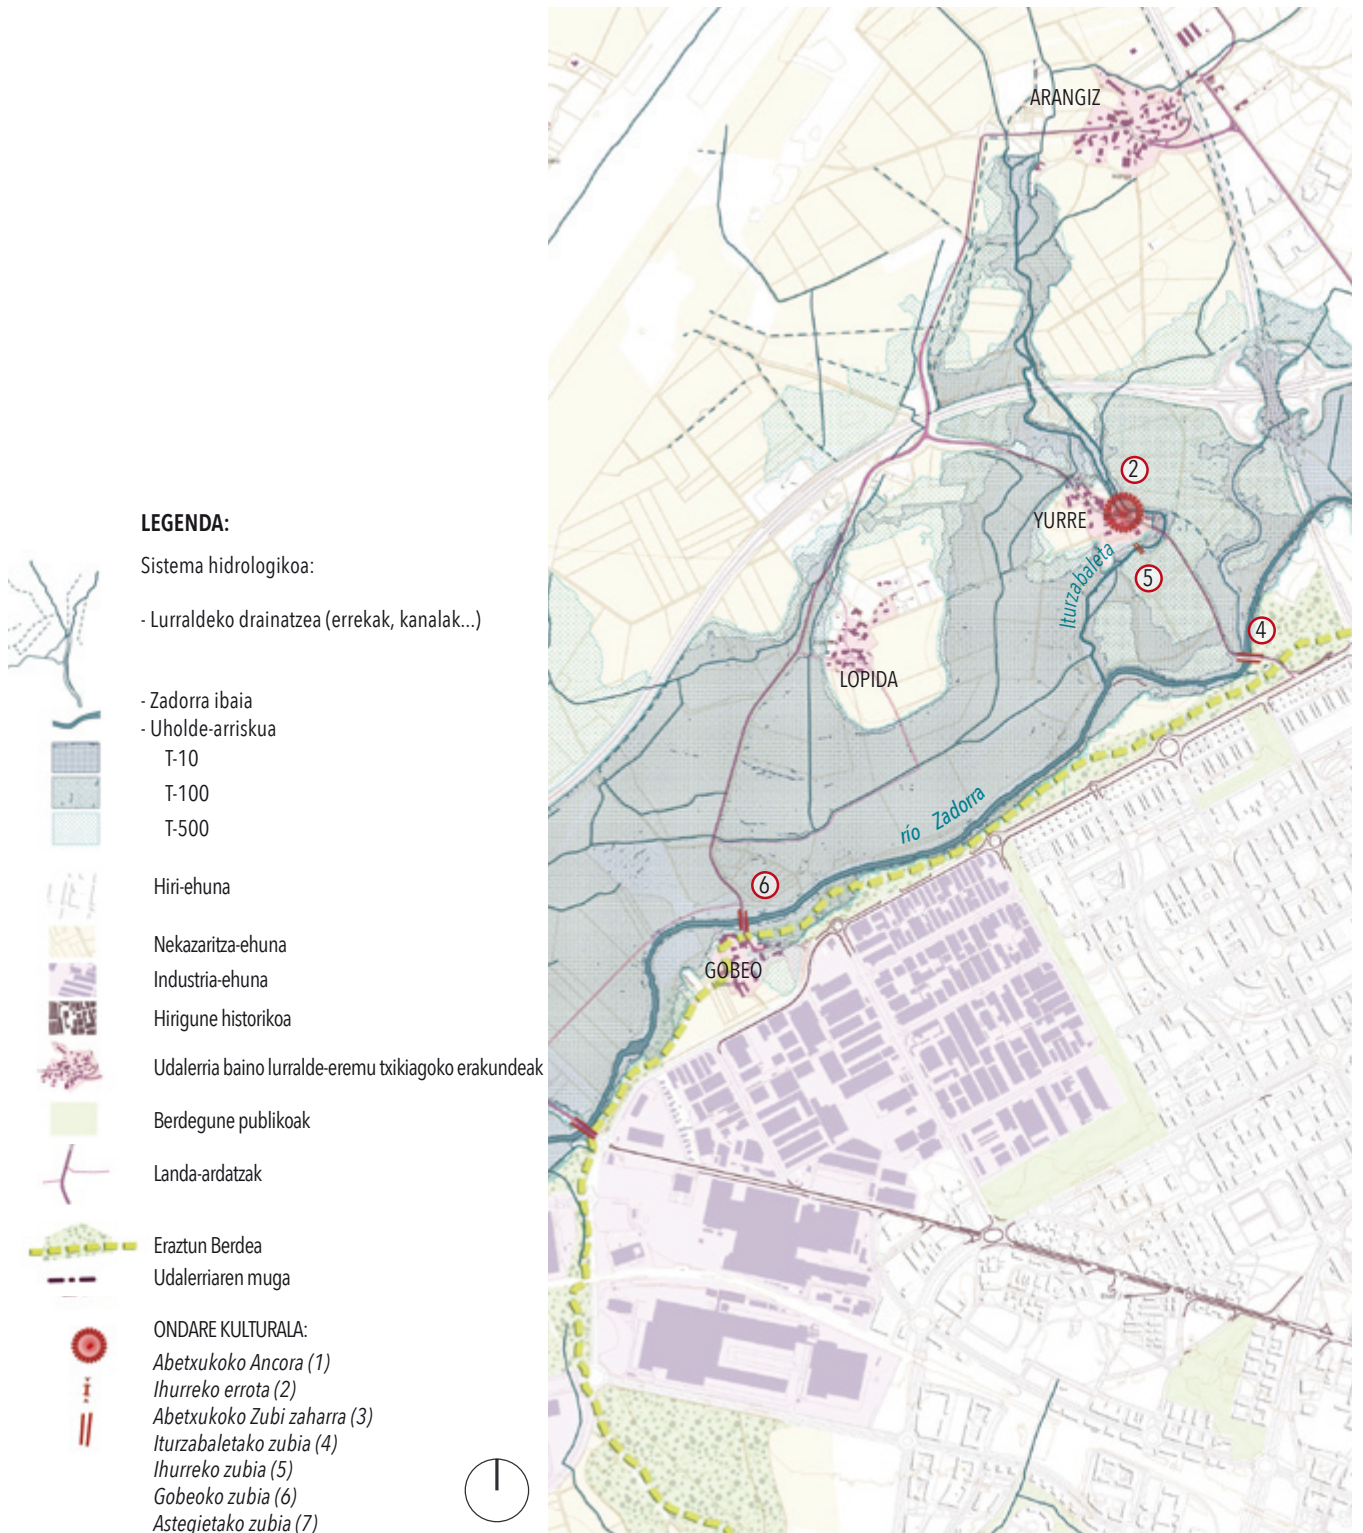 LEGENDA:
Sistema hidrologikoa:
- Lurraldeko drainatzea (errekak, kanalak...)
- Zadorra ibaia
- Uholde-arriskua
T-10
T-100
T-500
Hiri-ehuna
Nekazaritza-ehuna
Industria-ehuna
Hirigune historikoa
Udalerria baino lurralde-eremu txikiagoko erakundeak
Berdegune publikoak
Landa-ardatzak
Eraztun Berdea
Udalerriaren muga
ONDARE KULTURALA:
Abetxukoko Ancora (1)
Ihurreko errota (2)
Abetxukoko Zubi zaharra (3)
Iturzabaletako zubia (4)
Ihurreko zubia (5)
Gobeoko zubia (6)
Astegietako zubia (7)
ARANGIZ
2
YURRE
5
Iturzabaleta
4
LOPIDA
río Zadorra
6
GOBEO